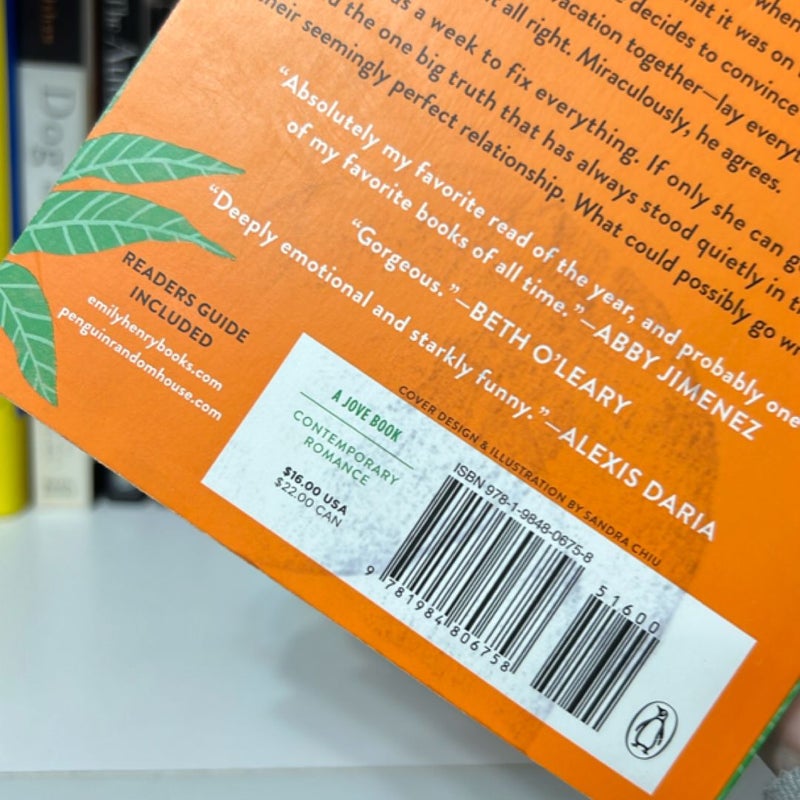 when
hat it was on
e decides to convince
acation together—lay everyt
t all right. Miraculously, he agrees.
as a week to fix everything. If only she can g
d the one big truth that has always stood quietly in t
their seemingly perfect relationship. What could possibly go w
“Absolutely my favorite read of the year, and probably one
of my favorite books of all time.”—ABBY JIMENEZ
“Gorgeous.”—BETH O’LEARY
“Deeply emotional and starkly funny.”—ALEXIS DARIA
READERS GUIDE
INCLUDED
emilyhenrybooks.com
penguinrandomhouse.com
A JOVE BOOK
CONTEMPORARY
ROMANCE
$16.00 USA
$22.00 CAN
COVER DESIGN & ILLUSTRATION BY SANDRA CHIU
ISBN 978-1-9848-0675-8
9 781984 806758
51600